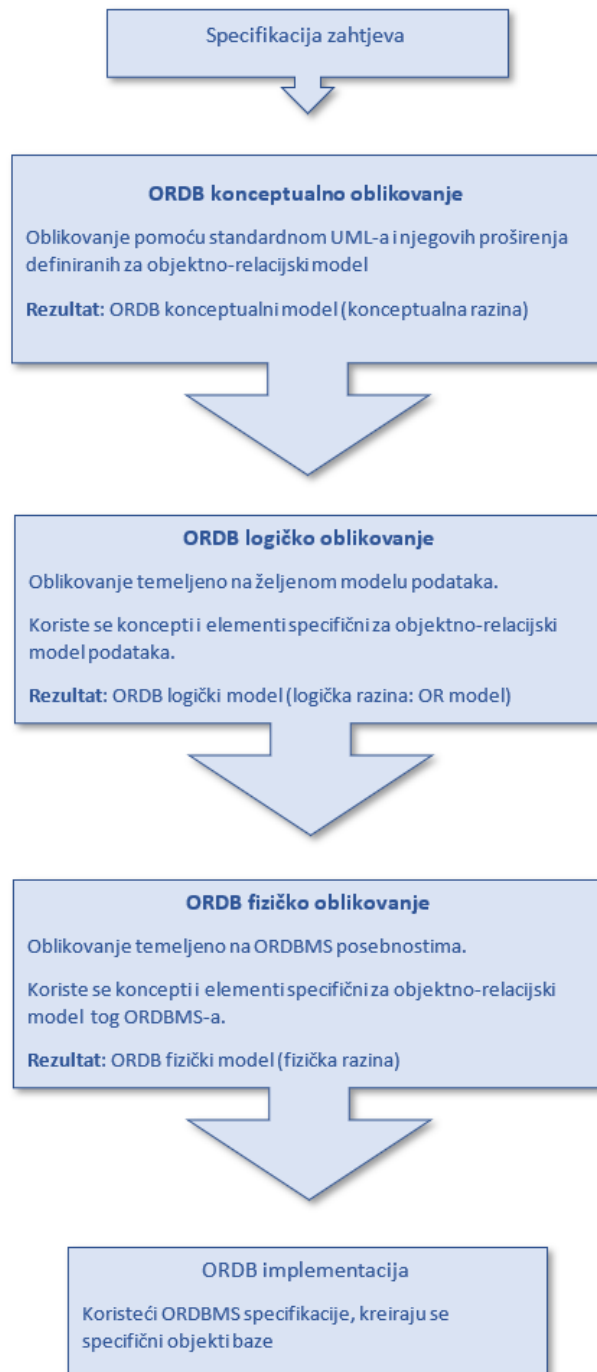 Specifikacija zahtjeva
ORDB konceptualno oblikovanje
Oblikovanje pomoću standardnom UML-a i njegovih proširenja
definiranih za objektno-relacijski model
Rezultat: ORDB konceptualni model (konceptualna razina)
ORDB logičko oblikovanje
Oblikovanje temeljeno na željenom modelu podataka.
Koriste se koncepti i elementi specifični za objektno-relacijski
model podataka.
Rezultat: ORDB logički model (logička razina: OR model)
ORDB fizičko oblikovanje
Oblikovanje temeljeno na ORDBMS posebnostima.
Koriste se koncepti i elementi specifični za objektno-relacijski
model tog ORDBMS-a.
Rezultat: ORDB fizički model (fizička razina)
ORDB implementacija
Koristeći ORDBMS specifikacije, kreiraju se
specifični objekti baze